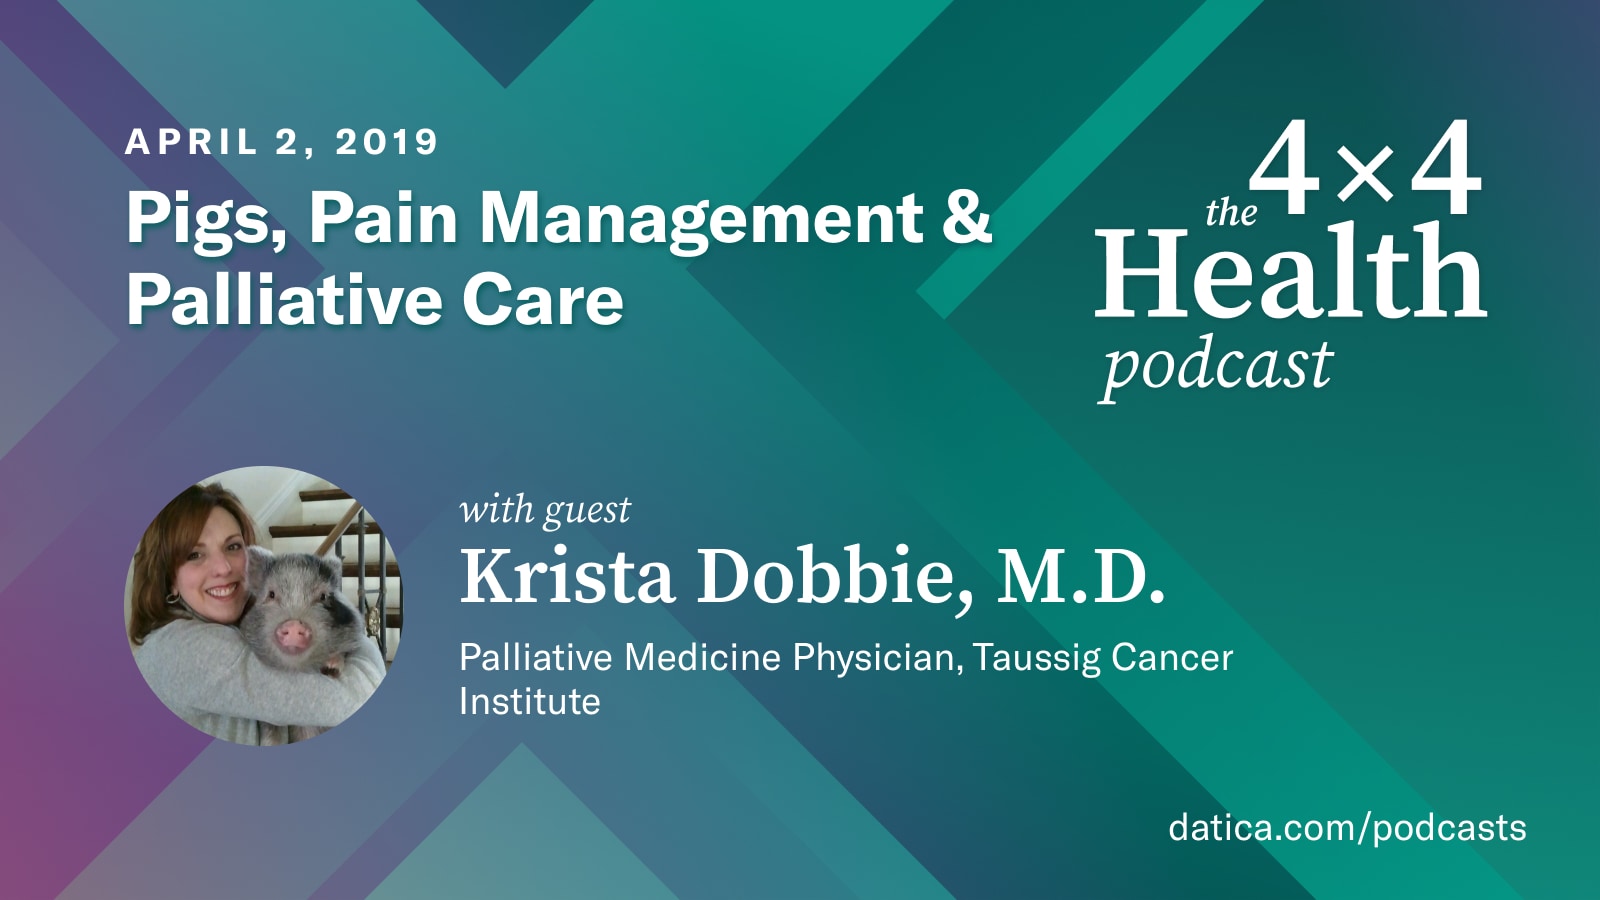 APRIL 2, 2019
Pigs, Pain Management &
Palliative Care
the 4×4
Health
podcast
with guest
Krista Dobbie, M.D.
Palliative Medicine Physician, Taussig Cancer
Institute
datica.com/podcasts